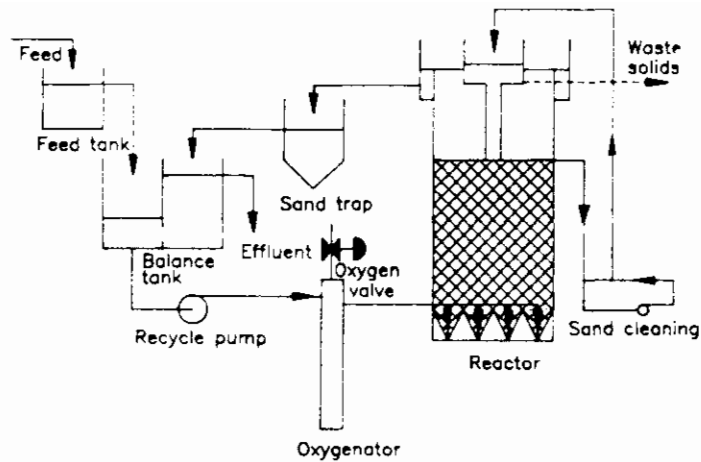 Feed
Waste
solids
Feed tank
Sand trap
Effluent
Balance
tank
Oxygen
valve
Recycle pump
Sand cleaning
Reactor
Oxygenator